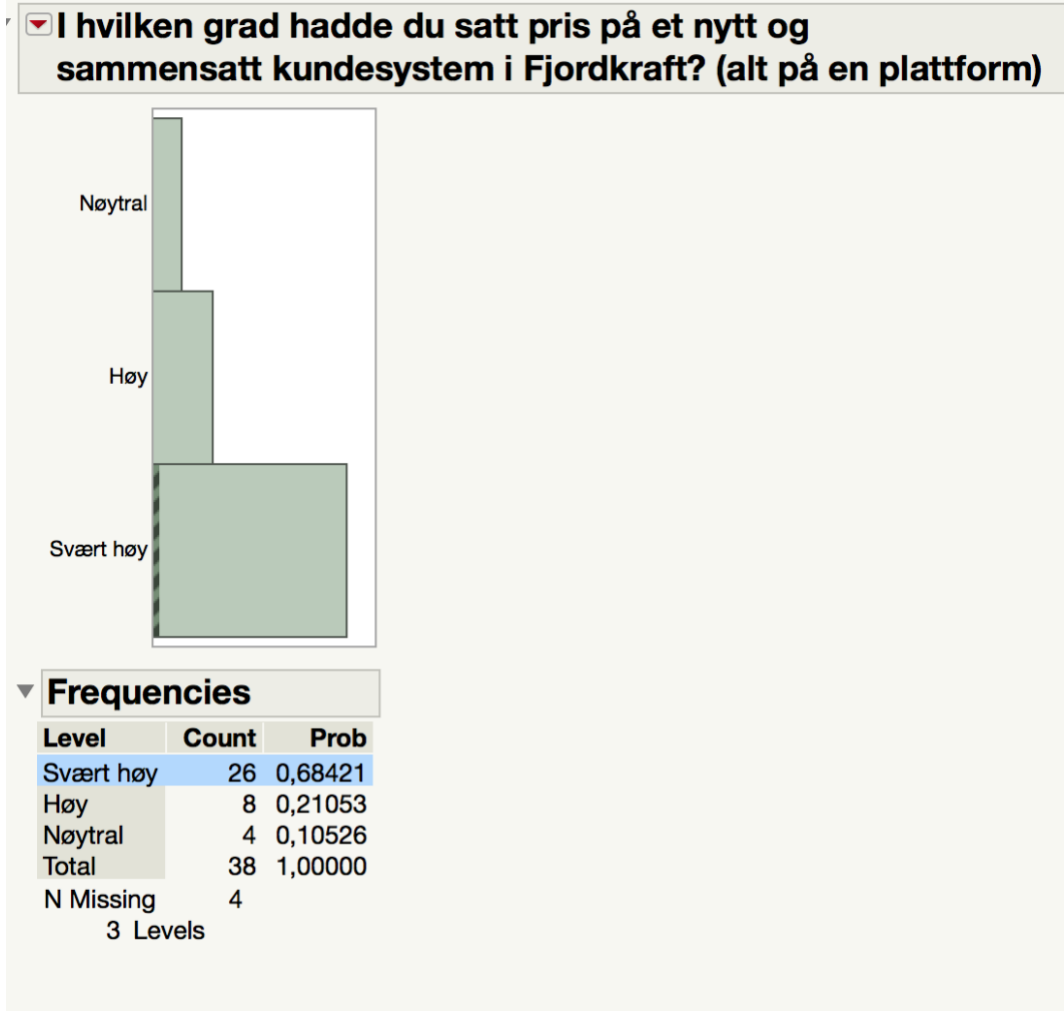 I hvilken grad hadde du satt pris på et nytt og
sammensatt kundesystem i Fjordkraft? (alt på en plattform)
Nøytral
Høy
Svært høy
Frequencies
Level Count Prob
Svært høy 26 0,68421
Høy 8 0,21053
Nøytral 4 0,10526
Total 38 1,00000
N Missing 4
3 Levels